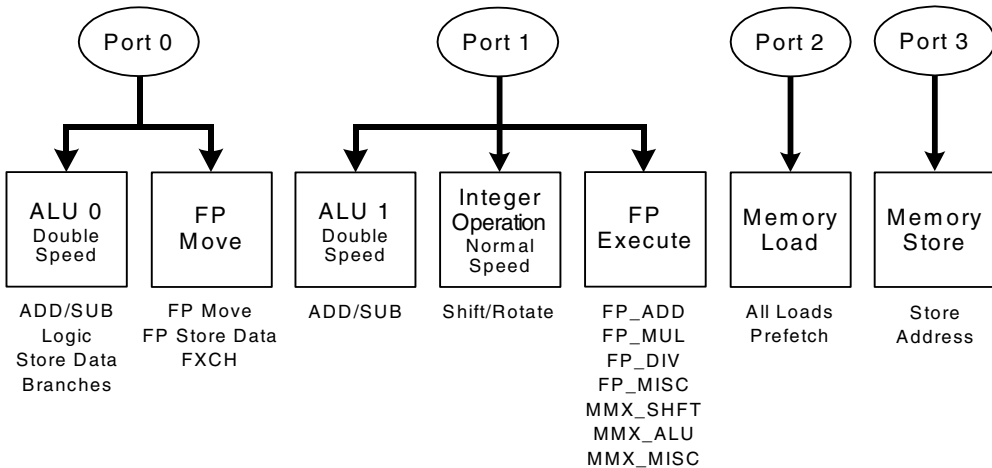 Port 0
Port 1
Port 2
Port 3
ALU 0
Double
Speed
FP
Move
ALU 1
Double
Speed
Integer
Operation
Normal
Speed
FP
Execute
Memory
Load
Memory
Store
ADD/SUB
Logic
Store Data
Branches
FP Move
FP Store Data
FXCH
ADD/SUB
Shift/Rotate
FP_ADD
FP_MUL
FP_DIV
FP_MISC
MMX_SHFT
MMX_ALU
MMX_MISC
All Loads
Prefetch
Store
Address